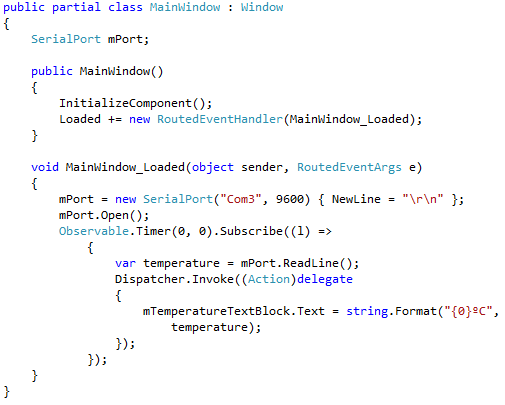 public partial class MainWindow : Window
{
    SerialPort mPort;

    public MainWindow()
    {
        InitializeComponent();
        Loaded += new RoutedEventHandler(MainWindow_Loaded);
    }

    void MainWindow_Loaded(object sender, RoutedEventArgs e)
    {
        mPort = new SerialPort("Com3", 9600) { NewLine = "\r\n" };
        mPort.Open();
        Observable.Timer(0, 0).Subscribe((l) =>
            {
                var temperature = mPort.ReadLine();
                Dispatcher.Invoke((Action)delegate
                {
                    mTemperatureTextBlock.Text = string.Format("{0}ºC",
                        temperature);
                });
            });
    }
}